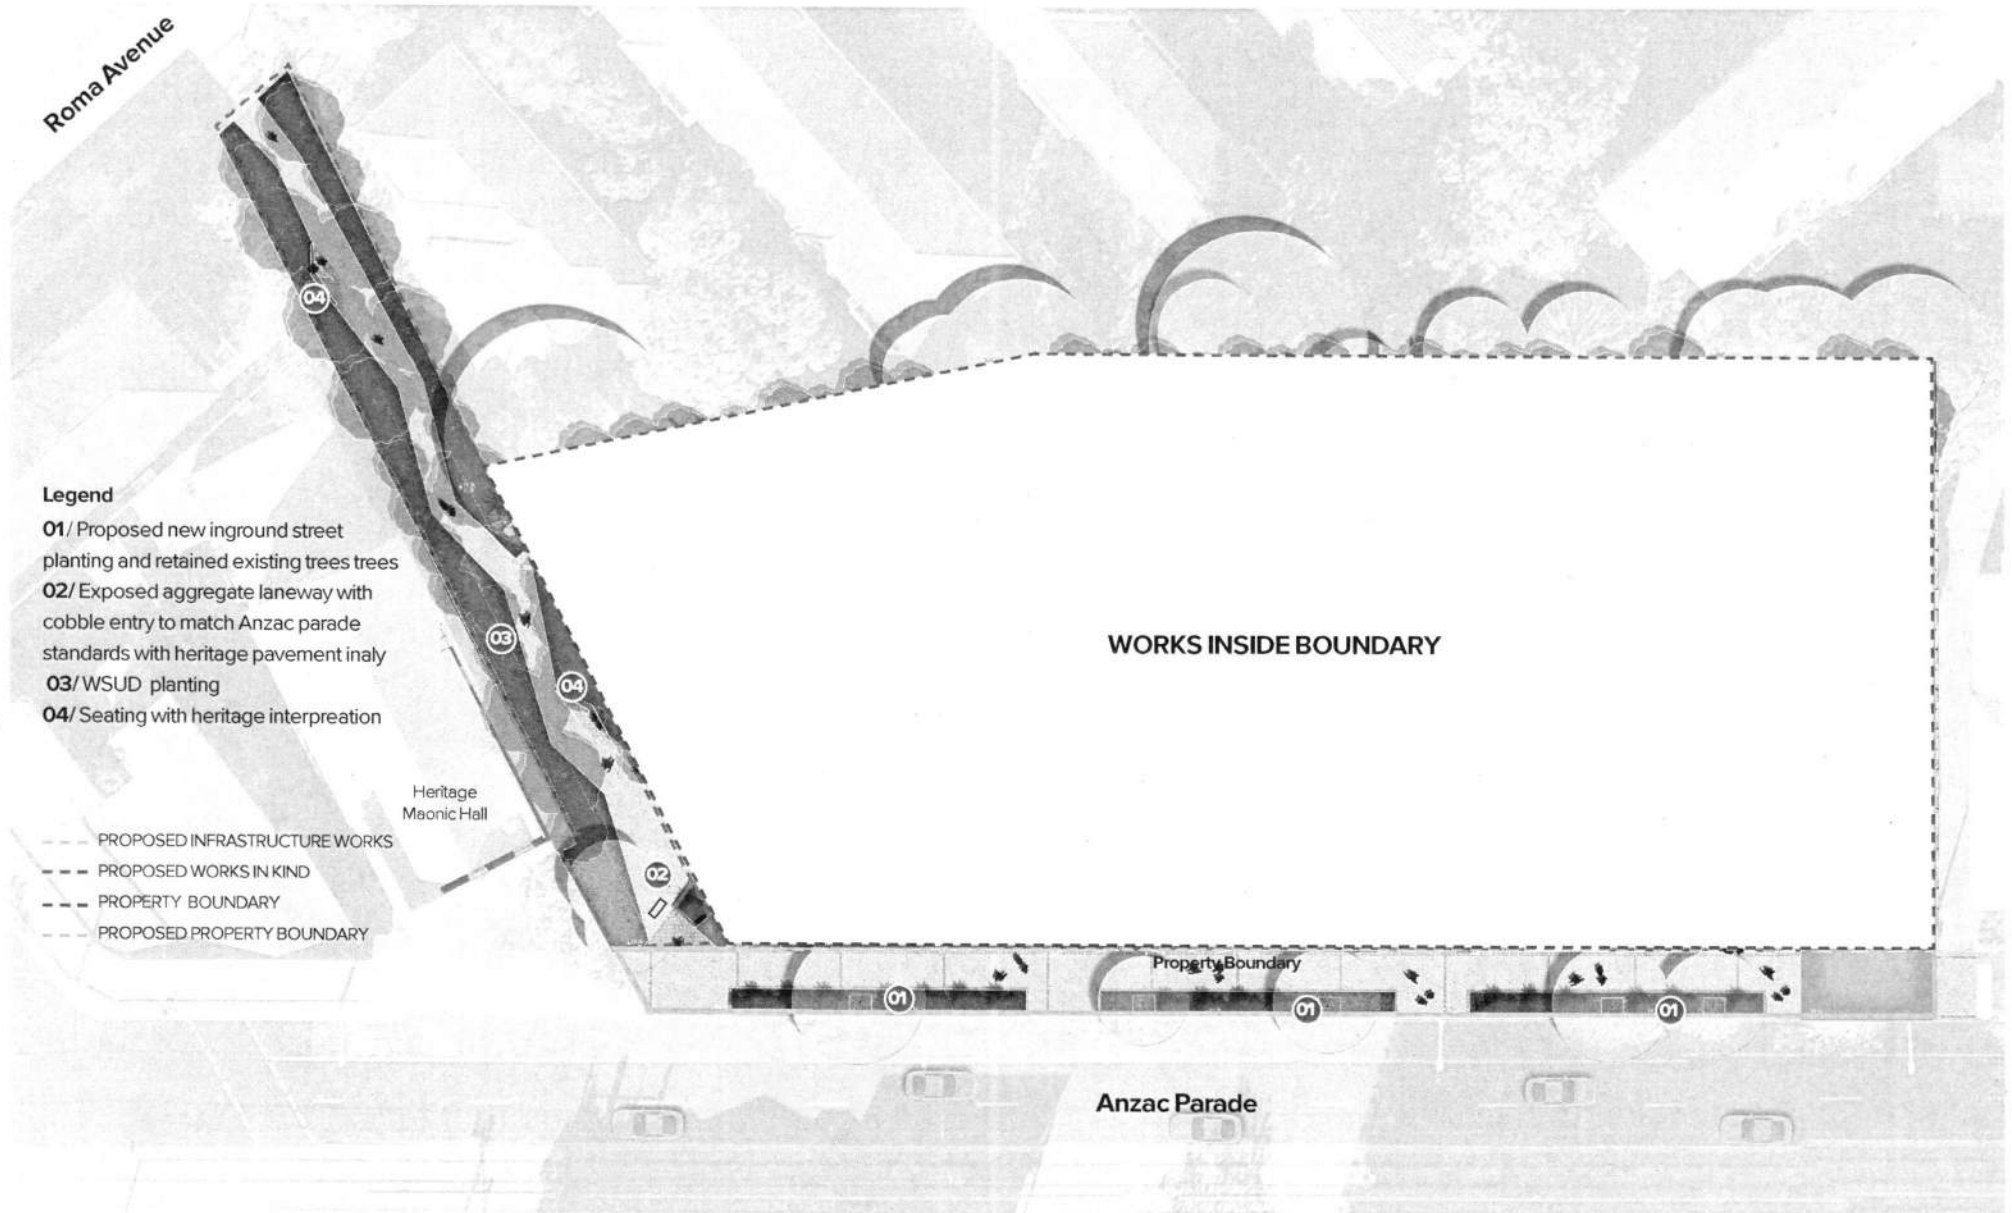 Roma Avenue
04
Legend
01/ Proposed new inground street
planting and retained existing trees trees
02/ Exposed aggregate laneway with
cobble entry to match Anzac parade
standards with heritage pavement inaly
03/ WSUD planting
04/ Seating with heritage interpreation
03
04
WORKS INSIDE BOUNDARY
Heritage
Maonic Hall
PROPOSED INFRASTRUCTURE WORKS
PROPOSED WORKS IN KIND
PROPERTY BOUNDARY
PROPOSED PROPERTY BOUNDARY
02
Property Boundary
01
01
01
Anzac Parade